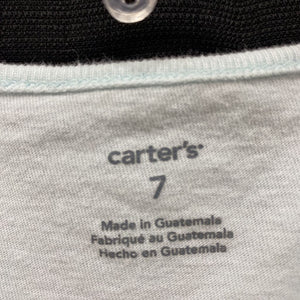 carter's
7
Made in Guatemala
Fabriqué au Guatemala
Hecho en Guatemala